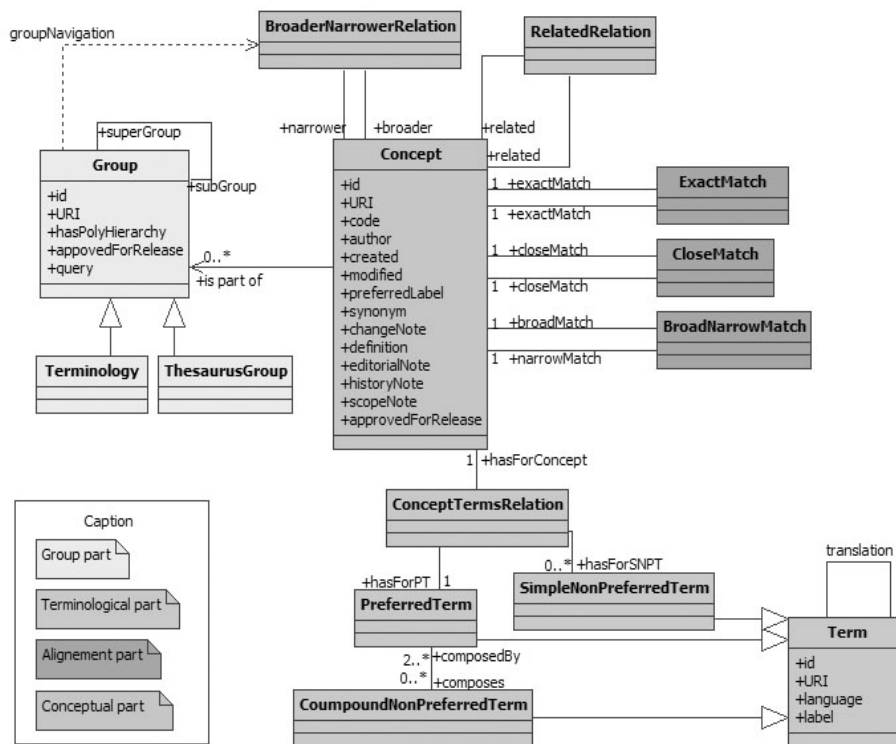 BroaderNarrowerRelation
RelatedRelation
groupNavigation
+narrower
+broader
+related
+related
+superGroup
+subGroup
Group
+id
+URI
+hasPolyHierarchy
+appovedForRelease
+query
0..*
+is part of
Terminology
ThesaurusGroup
Concept
+id
+URI
+code
+author
+created
+modified
+preferredLabel
+synonym
+changeNote
+definition
+editorialNote
+historyNote
+scopeNote
+approvedForRelease
1 +exactMatch
1 +exactMatch
ExactMatch
1 +closeMatch
1 +closeMatch
CloseMatch
1 +broadMatch
1 +narrowMatch
BroadNarrowMatch
1 +hasForConcept
ConceptTermsRelation
+hasForPT 1
0..* +hasForSNPT
PreferredTerm
SimpleNonPreferredTerm
2..* +composedBy
0..* +composes
CoumpoundNonPreferredTerm
translation
Term
+id
+URI
+language
+label
Caption
Group part
Terminological part
Alignement part
Conceptual part